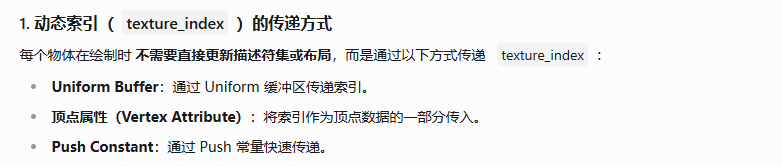 1. 动态索引（ texture_index ）的传递方式
每个物体在绘制时 不需要直接更新描述符集或布局，而是通过以下方式传递 texture_index ：
• Uniform Buffer：通过 Uniform 缓冲区传递索引。
• 顶点属性（Vertex Attribute）：将索引作为顶点数据的一部分传入。
• Push Constant：通过 Push 常量快速传递。